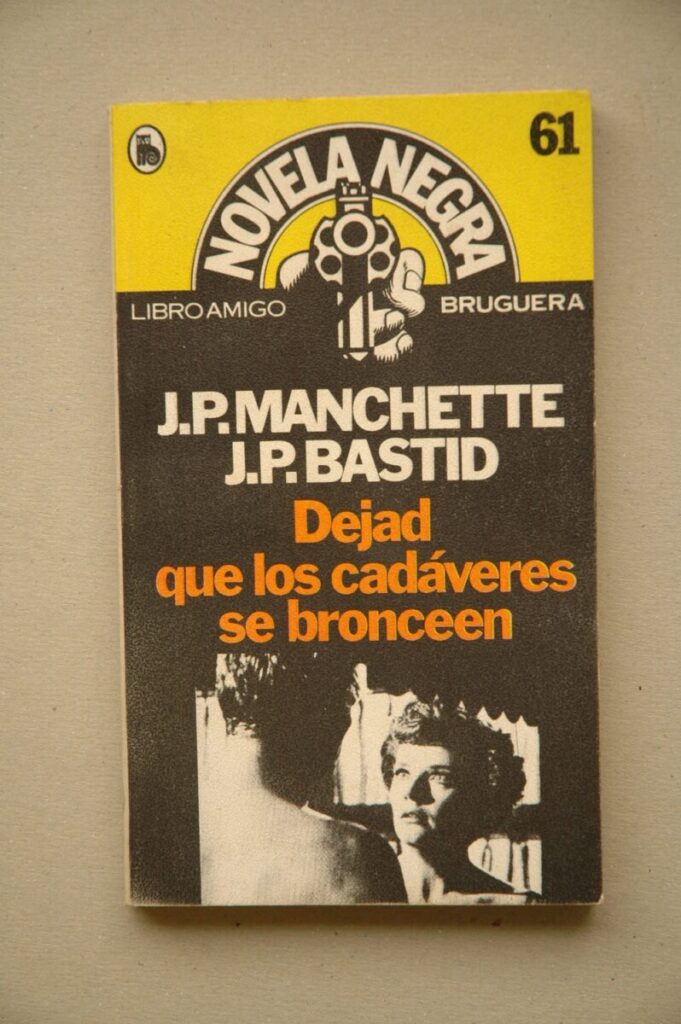 61
NOVELA NEGRA
LIBRO AMIGO
BRUGUERA
J.P. MANCHETTE
J.P. BASTID
Dejad
que los cadáveres
se bronceen